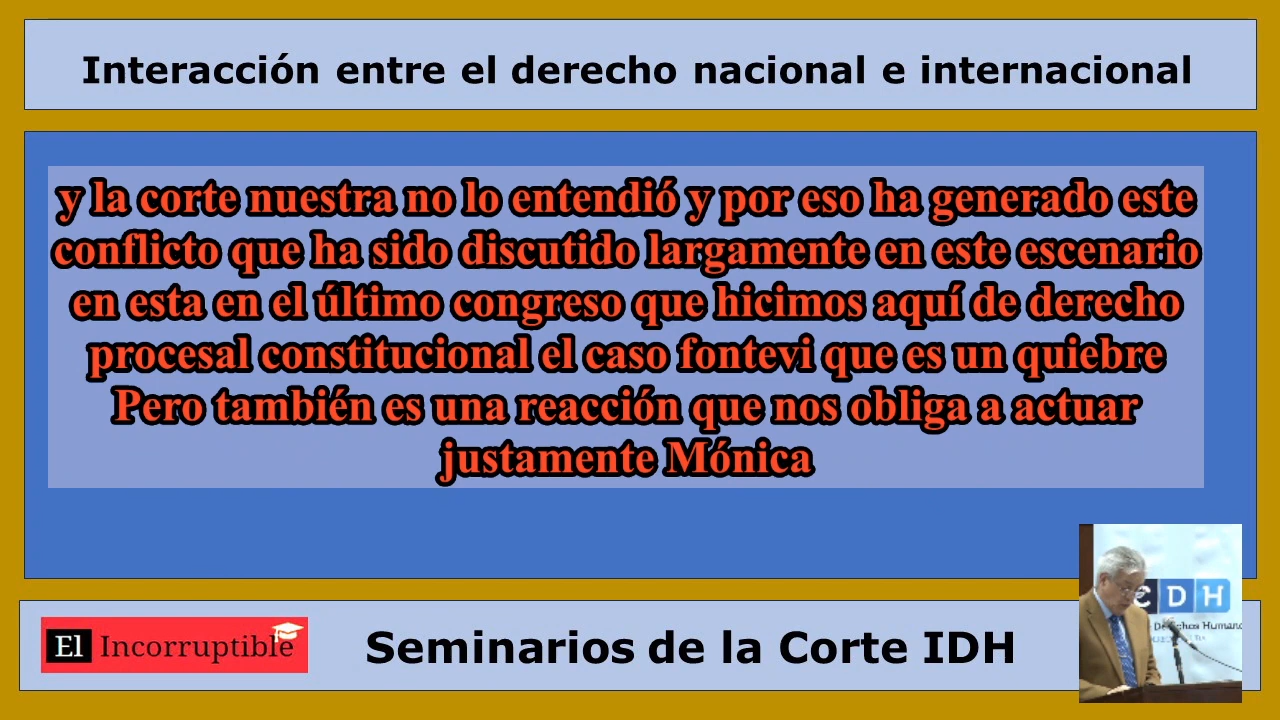 Interacción entre el derecho nacional e internacional
y la corte nuestra no lo entendió y por eso ha generado este
conflicto que ha sido discutido largamente en este escenario
en esta en el último congreso que hicimos aquí de derecho
procesal constitucional el caso fontevi que es un quiebre
Pero también es una reacción que nos obliga a actuar
justamente Mónica
El Incorruptible
Seminarios de la Corte IDH
DH